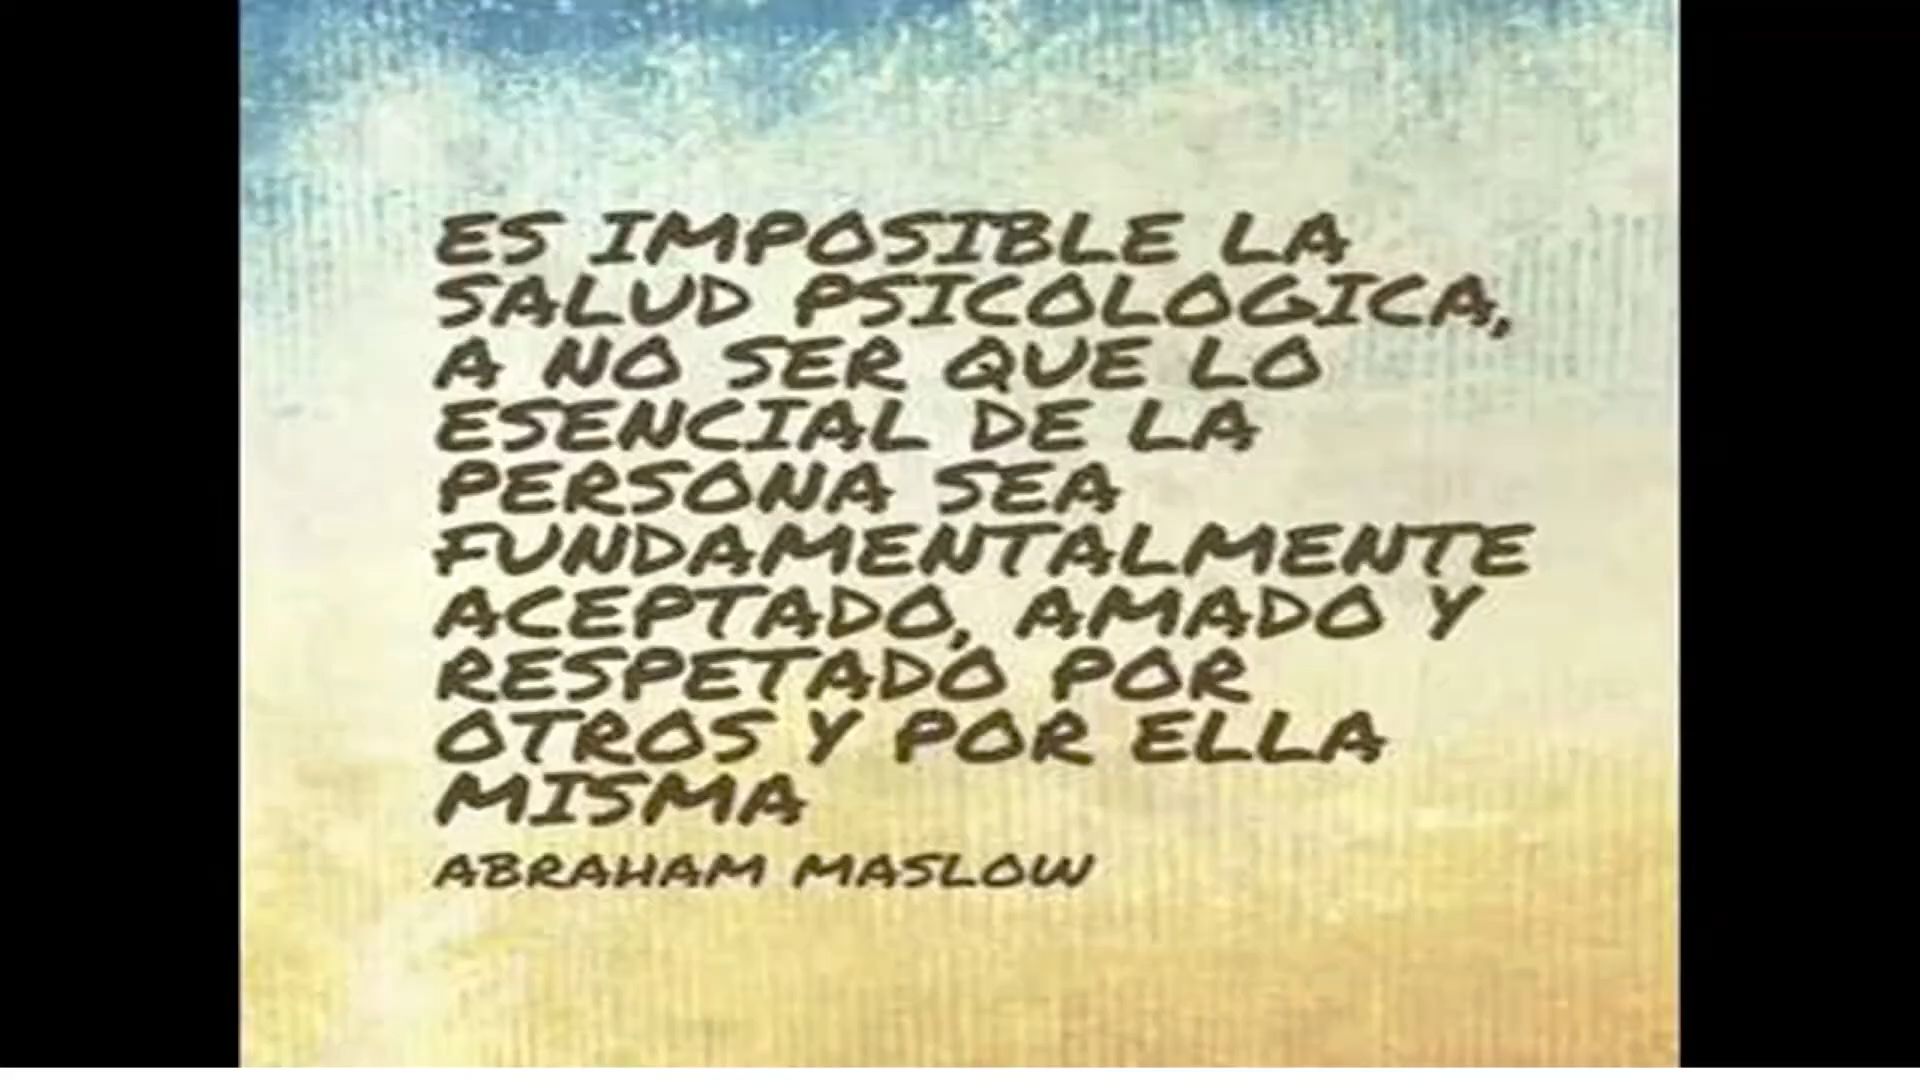 ES IMPOSIBLE LA
SALUD PSICOLOGICA,
A NO SER QUE LO
ESENCIAL DE LA
PERSONA SEA
FUNDAMENTALMENTE
ACEPTADO, AMADO Y
RESPETADO POR
OTROS Y POR ELLA
MISMA
ABRAHAM MASLOW